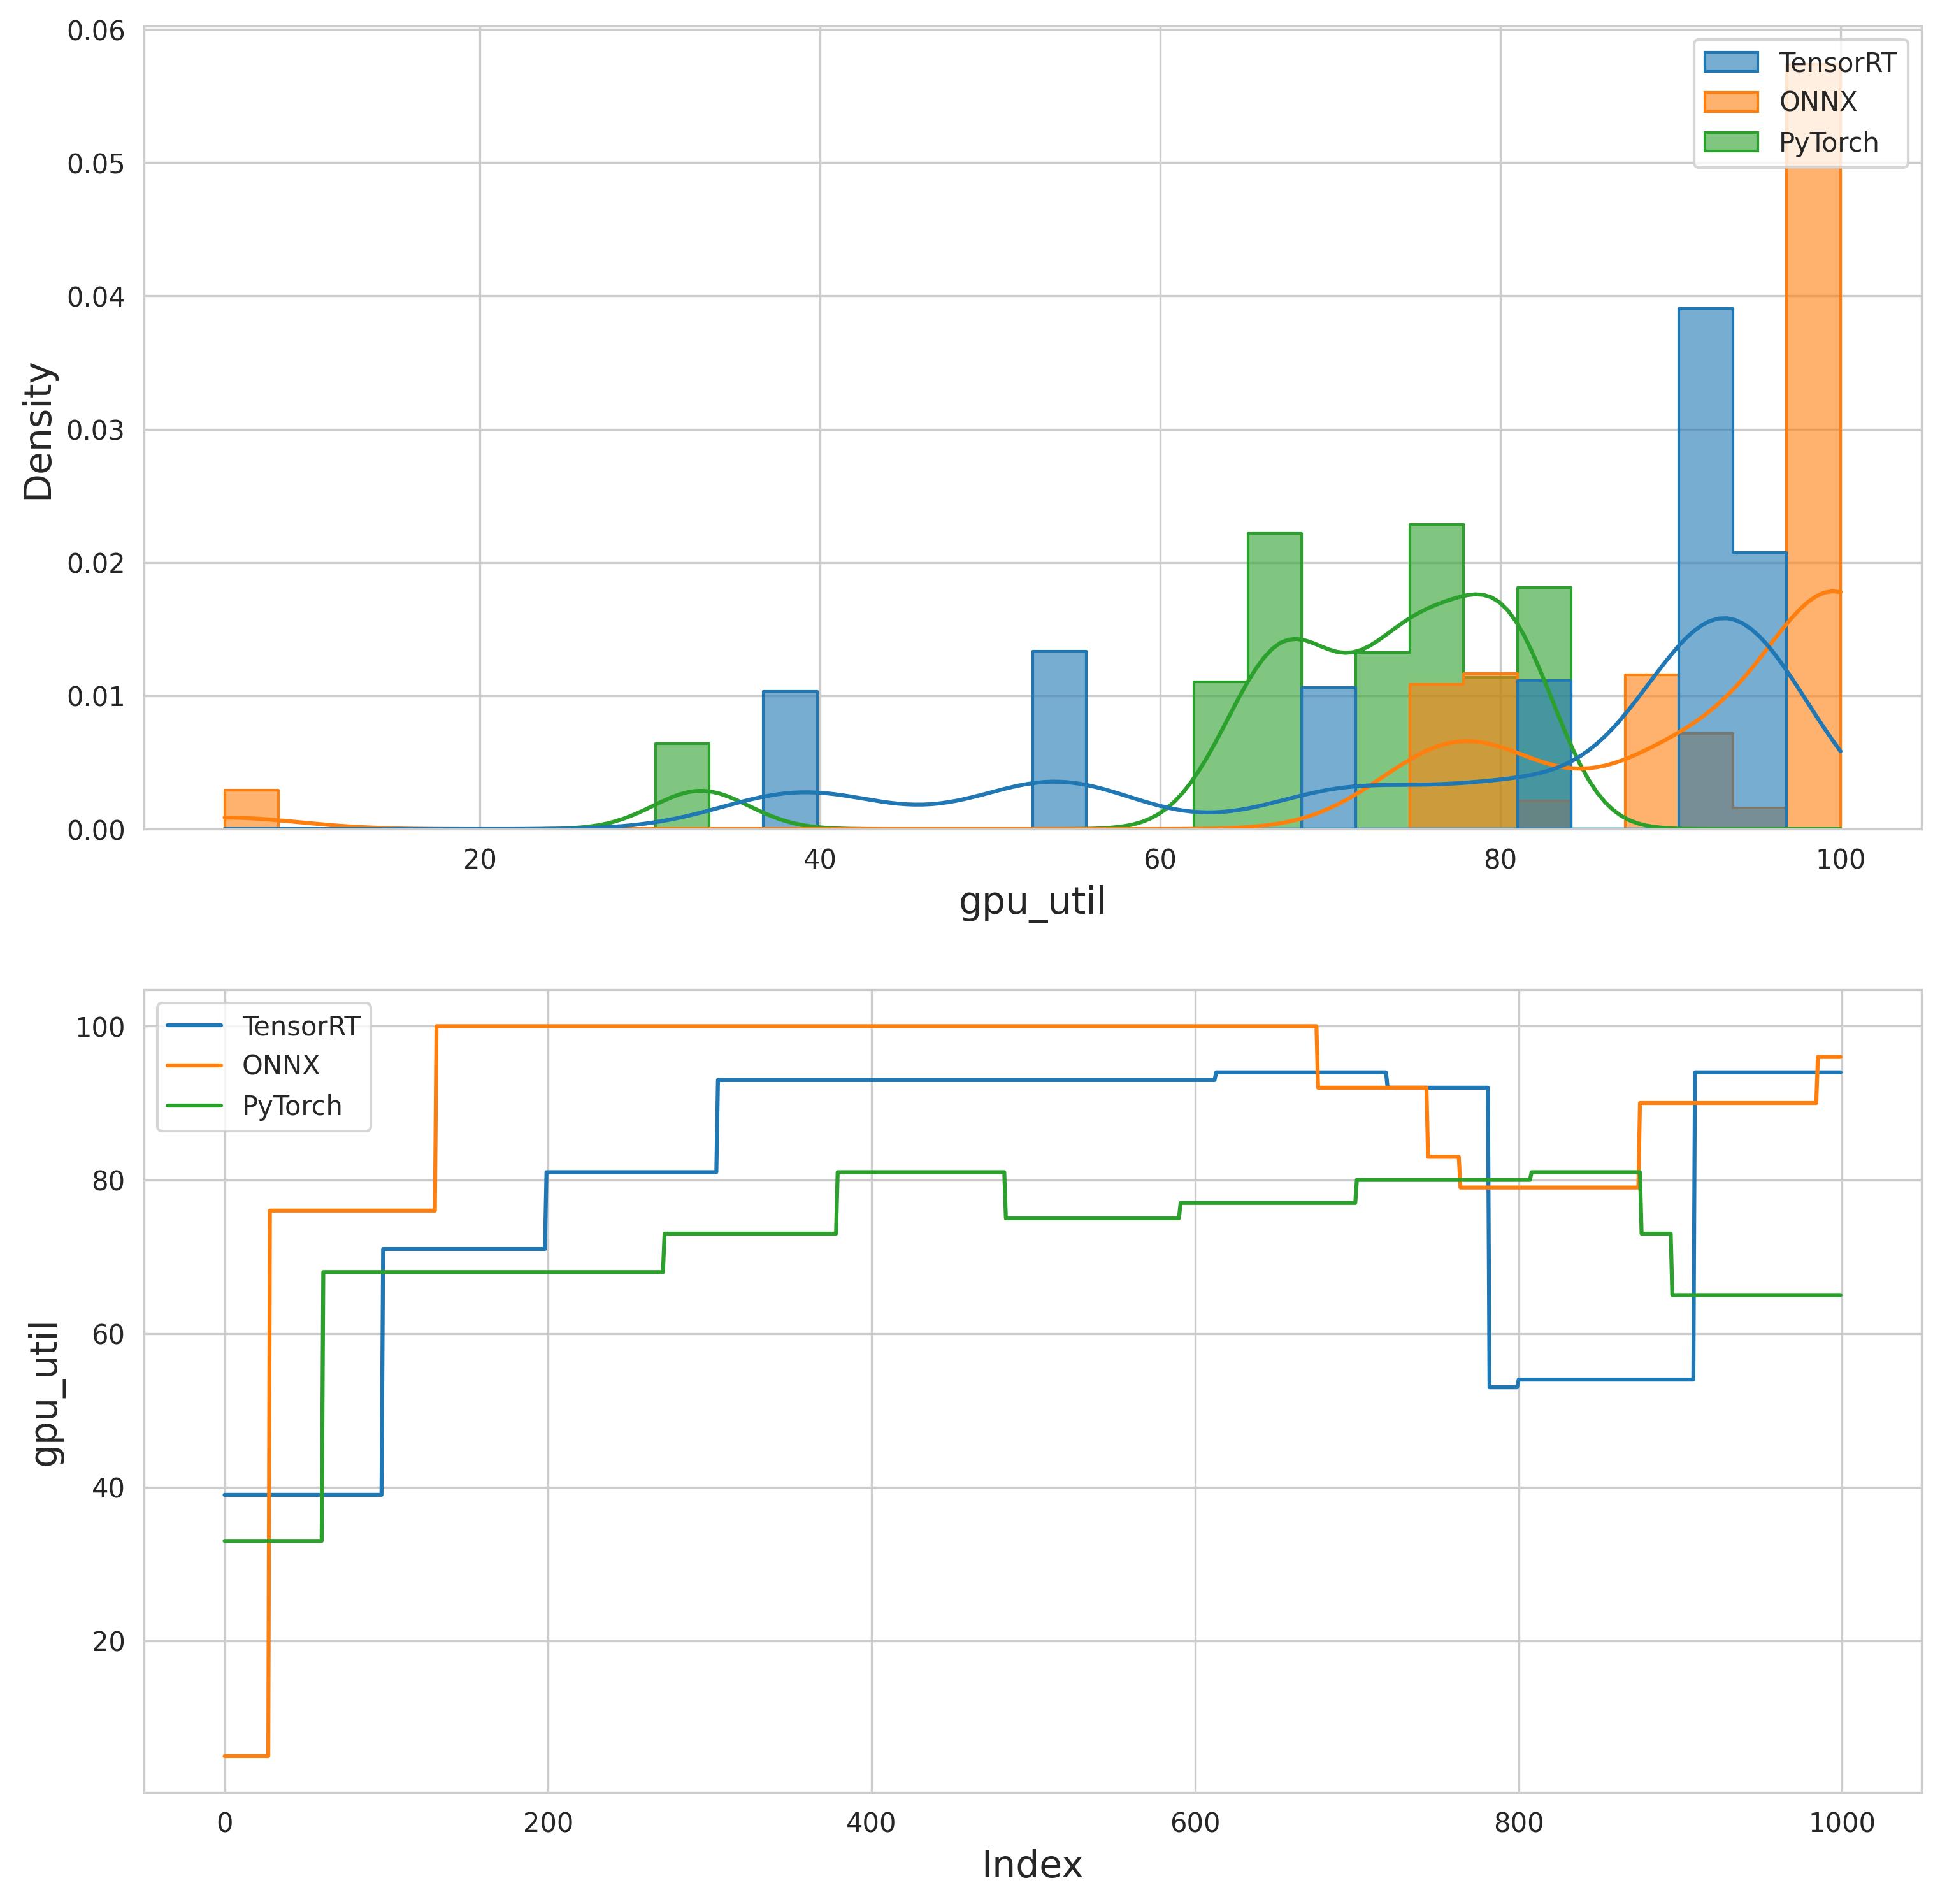 0.06
0.05
0.04
0.03
0.02
0.01
0.00
Density
TensorRT
ONNX
PyTorch
20 40 60 80 100
gpu_util
100
80
60
40
20
gpu_util
TensorRT
ONNX
PyTorch
0 200 400 600 800 1000
Index